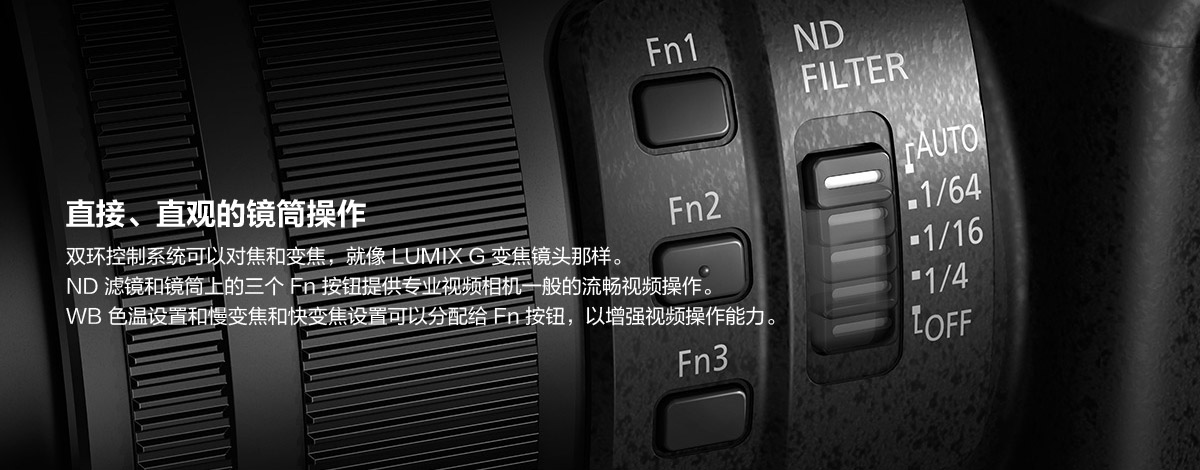 直接、直观的镜筒操作
双环控制系统可以对焦和变焦，就像 LUMIX G 变焦镜头那样。
ND 滤镜和镜筒上的三个 Fn 按钮提供专业视频相机一般的流畅视频操作。
WB 色温设置和慢变焦和快变焦设置可以分配给 Fn 按钮，以增强视频操作能力。
Fn1
Fn2
Fn3
ND
FILTER
AUTO
1/64
1/16
1/4
OFF